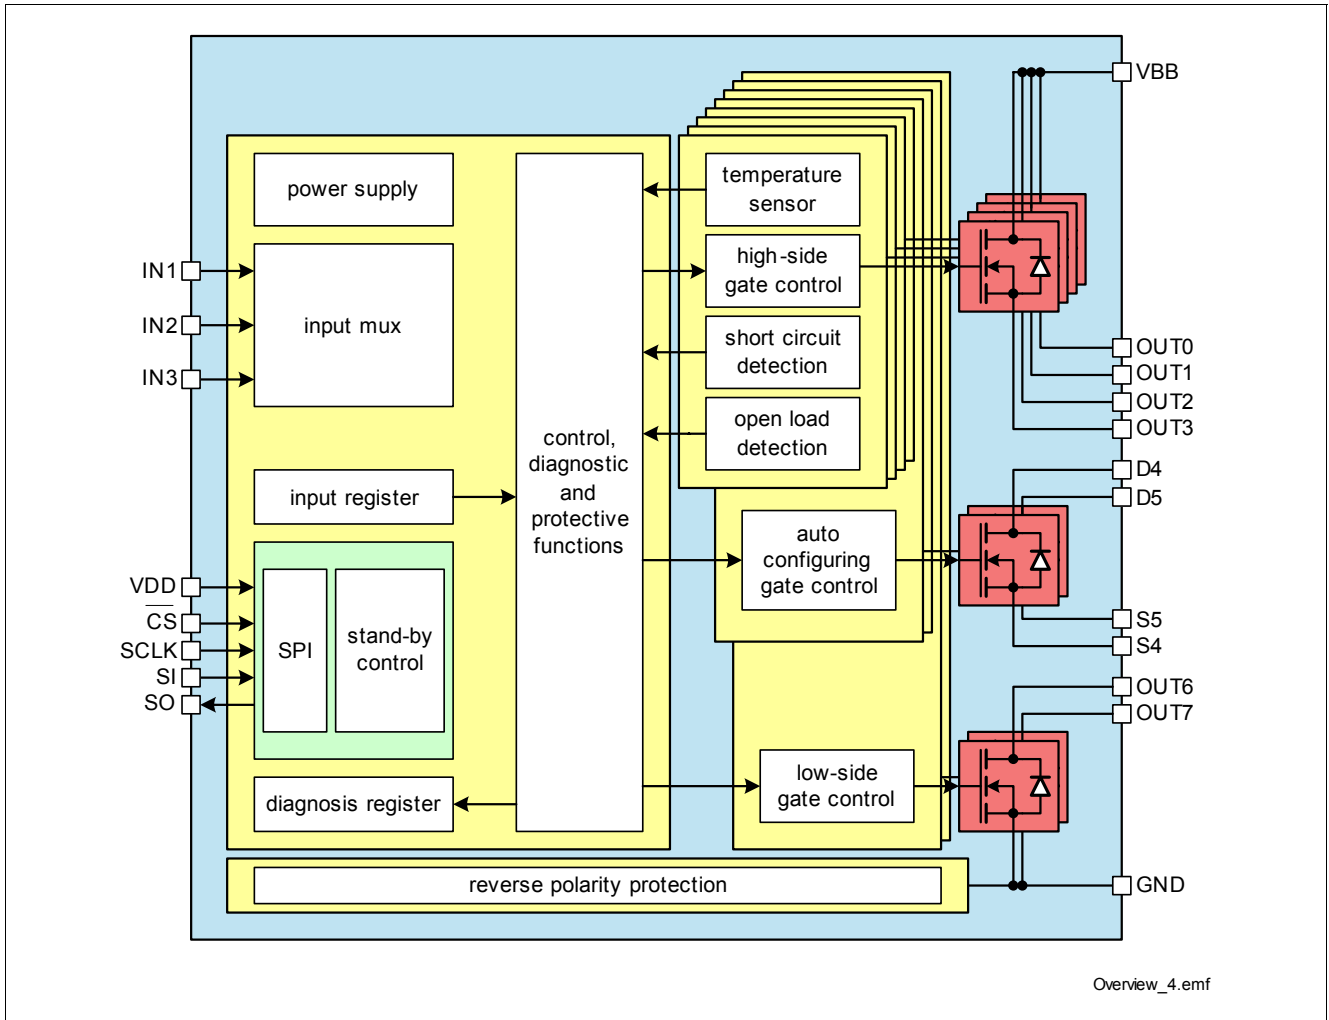 VBB
power supply
temperature
sensor
IN1
IN2
IN3
input mux
high-side
gate control
short circuit
detection
open load
detection
OUT0
OUT1
OUT2
OUT3
control,
diagnostic
and
protective
functions
input register
D4
D5
auto
configuring
gate control
VDD
CS
SCLK
SI
SO
SPI
stand-by
control
S5
S4
OUT6
OUT7
low-side
gate control
diagnosis register
reverse polarity protection
GND
Overview_4.emf